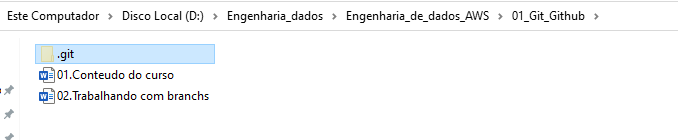 Este Computador > Disco Local (D:) > Engenharia_dados > Engenharia_de_dados_AWS > 01_Git_Github >
.git
01.Conteudo do curso
02.Trabalhando com branchs